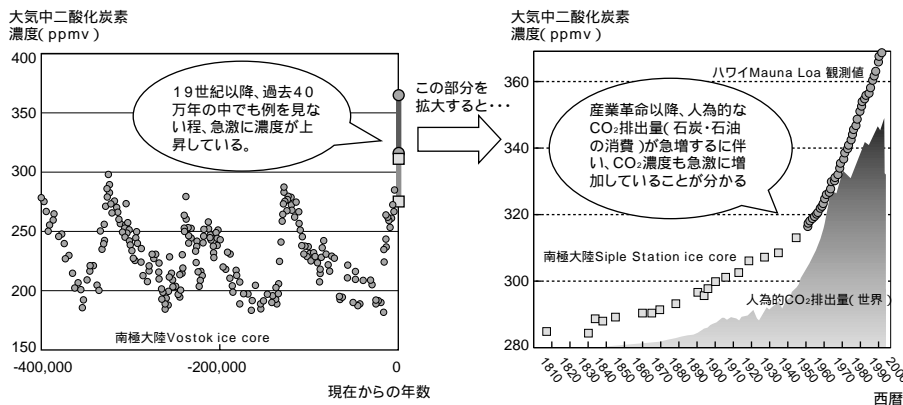 大気中二酸化炭素
濃度(ppmv)
400
350
300
250
200
150
-400,000
-200,000
0
現在からの年数
19世紀以降、過去40
万年の中でも例を見な
い程、急激に濃度が上
昇している。
南極大陸Vostok ice core
この部分を
拡大すると・・・
大気中二酸化炭素
濃度(ppmv)
360
340
320
300
280
ハワイMauna Loa 観測値
産業革命以降、人為的な
CO₂排出量(石炭・石油
の消費)が急増するに伴
い、CO₂濃度も急激に増
加していることが分かる
南極大陸Siple Station ice core
人為的CO₂排出量(世界)
1810
1820
1830
1840
1850
1860
1870
1880
1890
1900
1910
1920
1930
1940
1950
1960
1970
1980
1990
2000
西暦